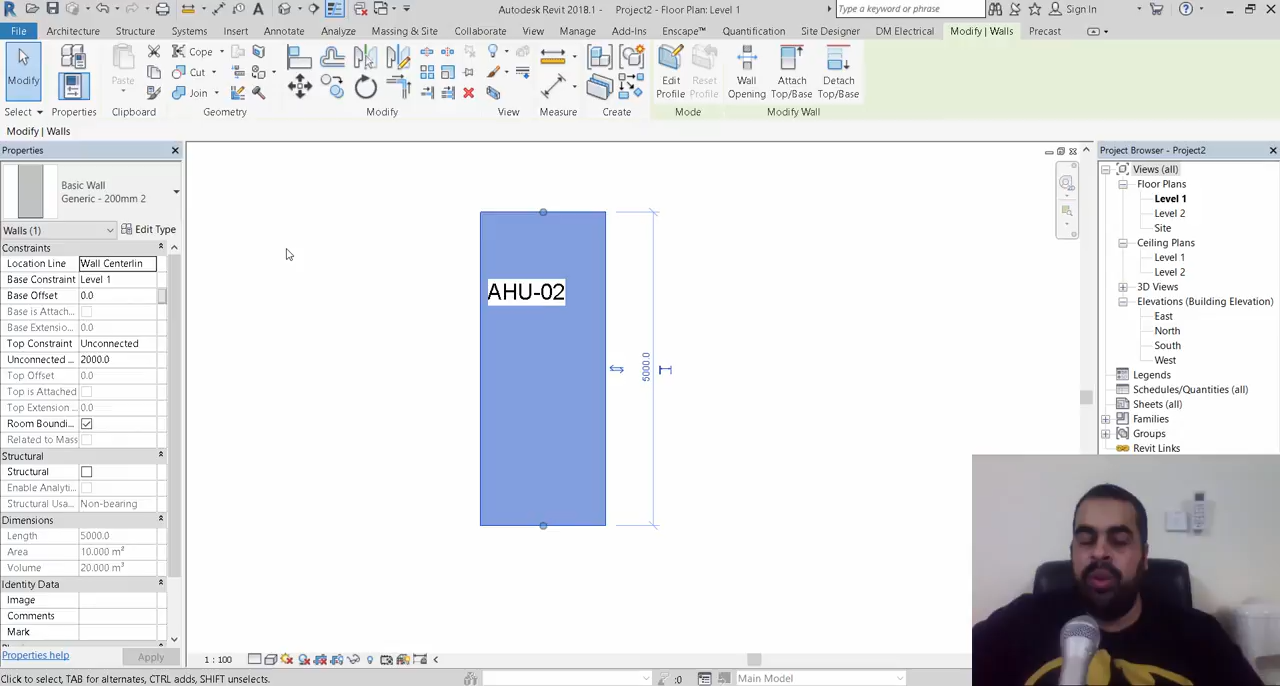 Autodesk Revit 2018.1 -    Project2 - Floor Plan: Level 1
Type a keyword or phrase
Sign In
File Architecture Structure Systems Insert Annotate Analyze Massing & Site Collaborate View Manage Add-Ins Enscape™ Quantification Site Designer DM Electrical Modify | Walls Precast
Modify
Paste
Cope
Cut
Join
Edit Profile
Reset Profile
Wall Opening
Attach Top/Base
Detach Top/Base
Select Properties Clipboard Geometry Modify View Measure Create Mode Modify Wall
Modify | Walls
Properties
Basic Wall
Generic - 200mm 2
Walls (1) Edit Type
Constraints
Location Line Wall Centerlin
Base Constraint Level 1
Base Offset 0.0
Base is Attach...
Base Extensio... 0.0
Top Constraint Unconnected
Unconnected ... 2000.0
Top Offset 0.0
Top is Attached
Top Extension ... 0.0
Room Boundi...
Related to Mass
Structural
Structural
Enable Analyti...
Structural Usa... Non-bearing
Dimensions
Length 5000.0
Area 10.000 m²
Volume 20.000 m³
Identity Data
Image
Comments
Mark
Properties help Apply
AHU-02
5000.0
1 : 100
Click to select, TAB for alternates, CTRL adds, SHIFT unselects.
:0
Main Model
Project Browser - Project2
Views (all)
Floor Plans
Level 1
Level 2
Site
Ceiling Plans
Level 1
Level 2
3D Views
Elevations (Building Elevation)
East
North
South
West
Legends
Schedules/Quantities (all)
Sheets (all)
Families
Groups
Revit Links